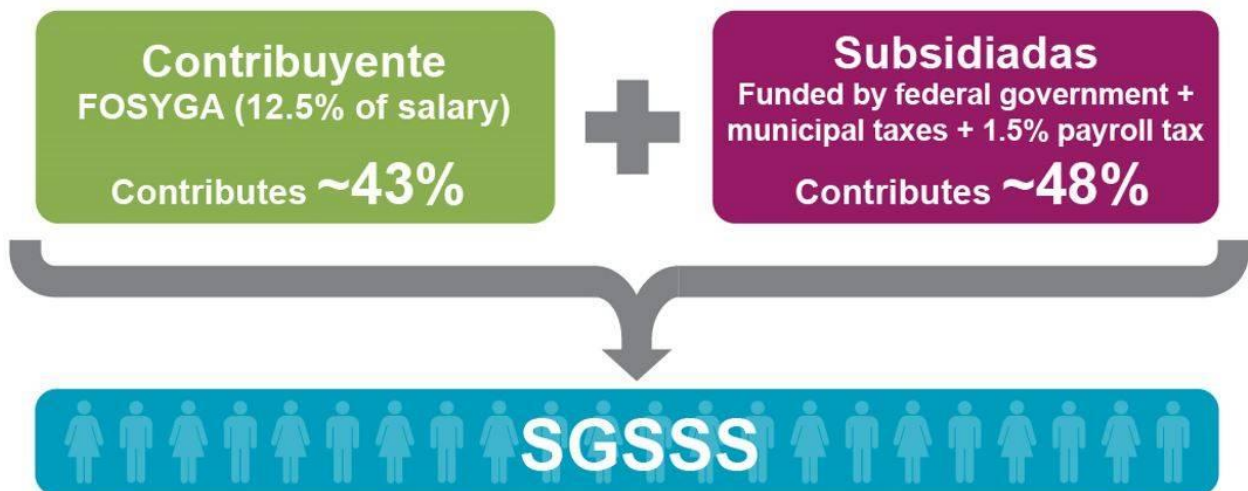 Contribuyente
FOSYGA (12.5% of salary)
Contributes ~43%
Subsidiadas
Funded by federal government +
municipal taxes + 1.5% payroll tax
Contributes ~48%
SGSSS